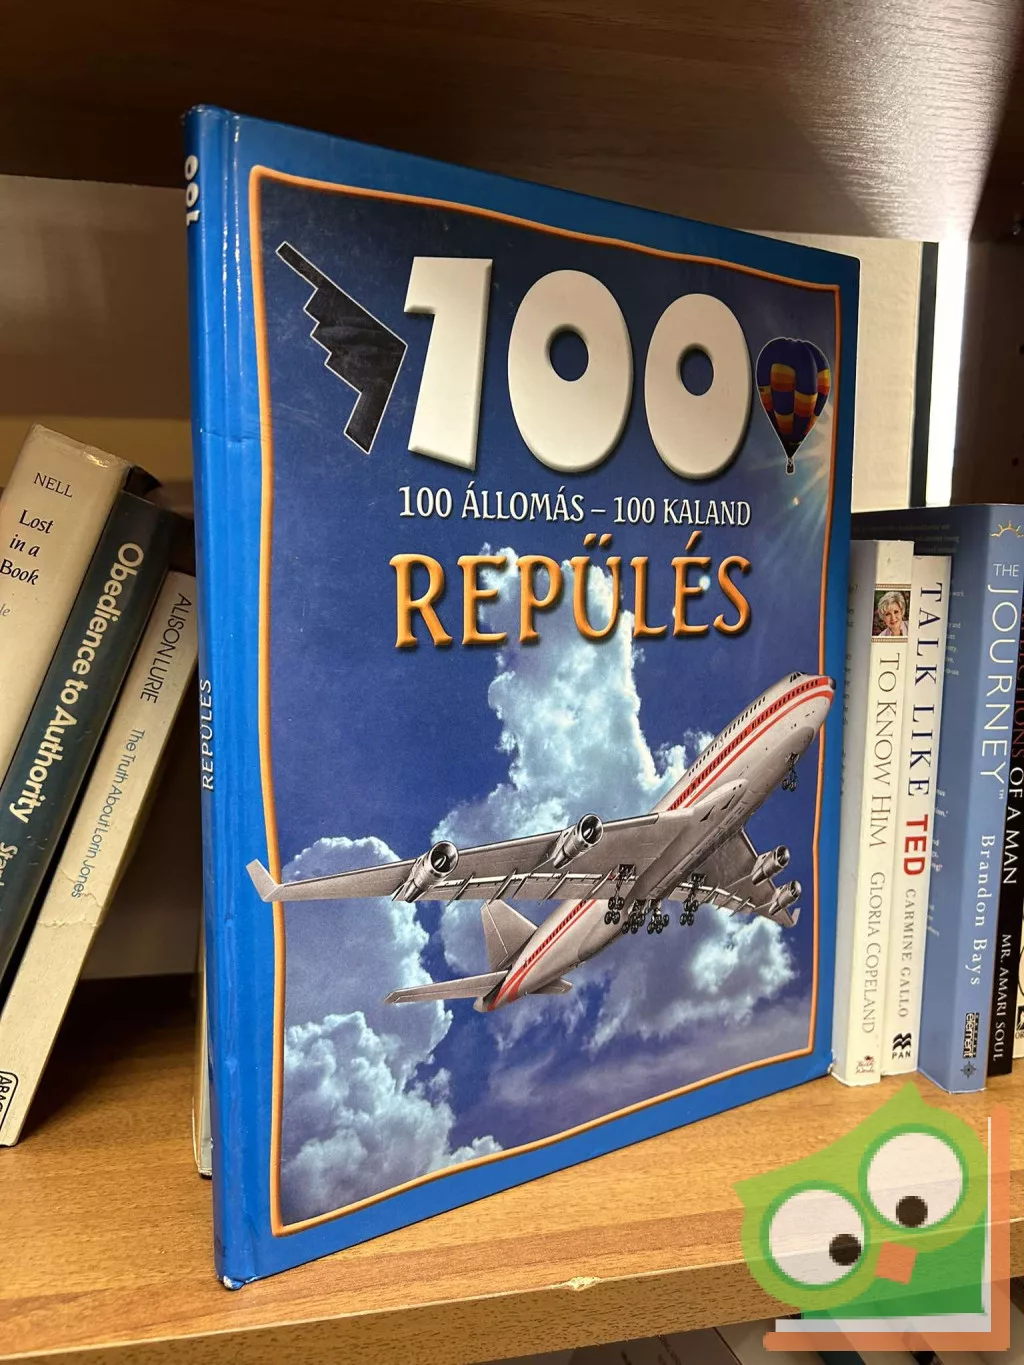 100
100 ÁLLOMÁS – 100 KALAND
REPÜLÉS
100
REPÜLÉS
NELL
Lost
in a
Book
Obedience to Authority
ALISON LURIE
The Truth About Lorin Jones
TO KNOW HIM
GLORIA COPELAND
TALK LIKE TED
CARMINE GALLO
PAN
THE JOURNEY™
Brandon Bays
element
OF A MAN
MR. AMARI SOUL